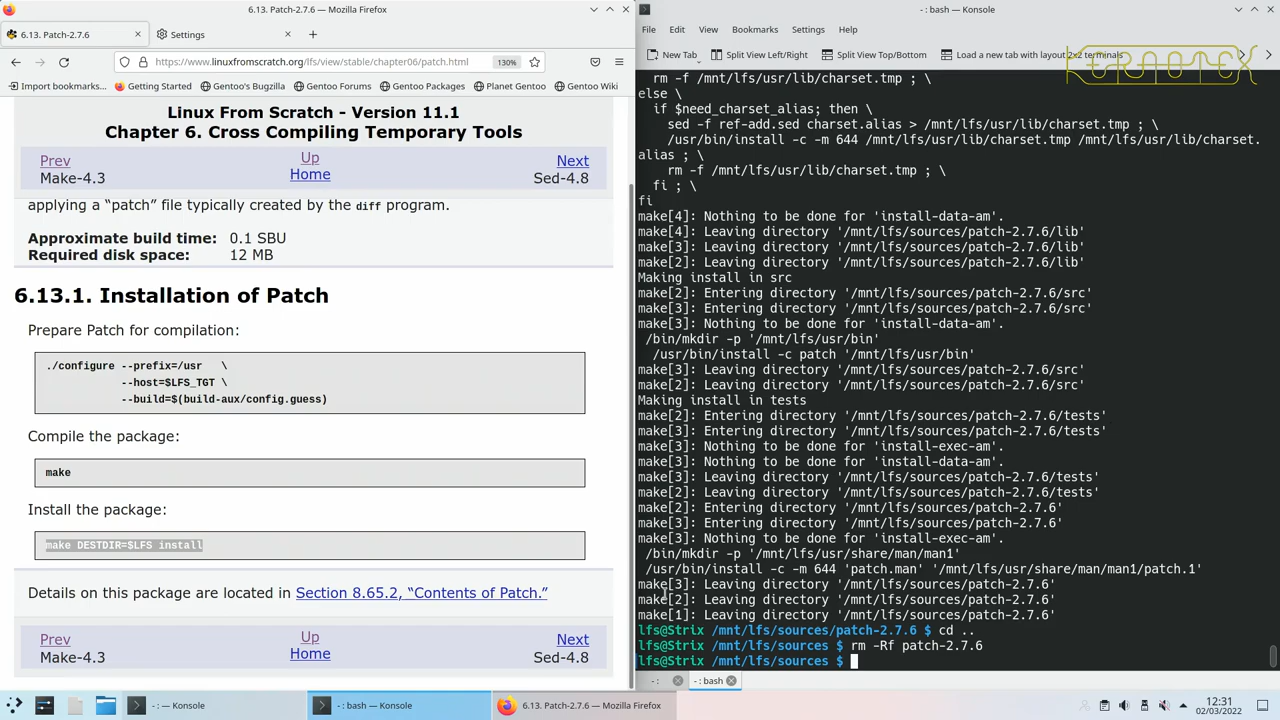 6.13. Patch-2.7.6 — Mozilla Firefox
6.13. Patch-2.7.6
Settings
https://www.linuxfromscratch.org/lfs/view/stable/chapter06/patch.html
130%
Import bookmarks...
Getting Started
Gentoo's Bugzilla
Gentoo Forums
Gentoo Packages
Planet Gentoo
Gentoo Wiki
Linux From Scratch - Version 11.1
Chapter 6. Cross Compiling Temporary Tools
Prev
Up
Next
Make-4.3
Home
Sed-4.8
applying a “patch” file typically created by the diff program.
Approximate build time: 0.1 SBU
Required disk space: 12 MB
6.13.1. Installation of Patch
Prepare Patch for compilation:
./configure --prefix=/usr \
--host=$LFS_TGT \
--build=$(build-aux/config.guess)
Compile the package:
make
Install the package:
make DESTDIR=$LFS install
Details on this package are located in Section 8.65.2, “Contents of Patch.”
Prev
Up
Next
Make-4.3
Home
Sed-4.8
- : bash — Konsole
File Edit View Bookmarks Settings Help
New Tab
Split View Left/Right
Split View Top/Bottom
Load a new tab with layout 2×2 terminals
KERNOTEX
rm -f /mnt/lfs/usr/lib/charset.tmp ; \
else \
if $need_charset_alias; then \
sed -f ref-add.sed charset.alias > /mnt/lfs/usr/lib/charset.tmp ; \
/usr/bin/install -c -m 644 /mnt/lfs/usr/lib/charset.tmp /mnt/lfs/usr/lib/charset.
alias ; \
rm -f /mnt/lfs/usr/lib/charset.tmp ; \
fi ; \
fi
make[4]: Nothing to be done for 'install-data-am'.
make[4]: Leaving directory '/mnt/lfs/sources/patch-2.7.6/lib'
make[3]: Leaving directory '/mnt/lfs/sources/patch-2.7.6/lib'
make[2]: Leaving directory '/mnt/lfs/sources/patch-2.7.6/lib'
Making install in src
make[2]: Entering directory '/mnt/lfs/sources/patch-2.7.6/src'
make[3]: Entering directory '/mnt/lfs/sources/patch-2.7.6/src'
make[3]: Nothing to be done for 'install-data-am'.
/bin/mkdir -p '/mnt/lfs/usr/bin'
/usr/bin/install -c patch '/mnt/lfs/usr/bin'
make[3]: Leaving directory '/mnt/lfs/sources/patch-2.7.6/src'
make[2]: Leaving directory '/mnt/lfs/sources/patch-2.7.6/src'
Making install in tests
make[2]: Entering directory '/mnt/lfs/sources/patch-2.7.6/tests'
make[3]: Entering directory '/mnt/lfs/sources/patch-2.7.6/tests'
make[3]: Nothing to be done for 'install-exec-am'.
make[3]: Nothing to be done for 'install-data-am'.
make[3]: Leaving directory '/mnt/lfs/sources/patch-2.7.6/tests'
make[2]: Leaving directory '/mnt/lfs/sources/patch-2.7.6/tests'
make[2]: Entering directory '/mnt/lfs/sources/patch-2.7.6'
make[3]: Entering directory '/mnt/lfs/sources/patch-2.7.6'
make[3]: Nothing to be done for 'install-exec-am'.
/bin/mkdir -p '/mnt/lfs/usr/share/man/man1'
/usr/bin/install -c -m 644 'patch.man' '/mnt/lfs/usr/share/man/man1/patch.1'
make[3]: Leaving directory '/mnt/lfs/sources/patch-2.7.6'
make[2]: Leaving directory '/mnt/lfs/sources/patch-2.7.6'
make[1]: Leaving directory '/mnt/lfs/sources/patch-2.7.6'
lfs@Strix /mnt/lfs/sources/patch-2.7.6 $ cd ..
lfs@Strix /mnt/lfs/sources $ rm -Rf patch-2.7.6
lfs@Strix /mnt/lfs/sources $
- :
- : bash
- : — Konsole
- : bash — Konsole
6.13. Patch-2.7.6 — Mozilla Firefox
12:31
02/03/2022